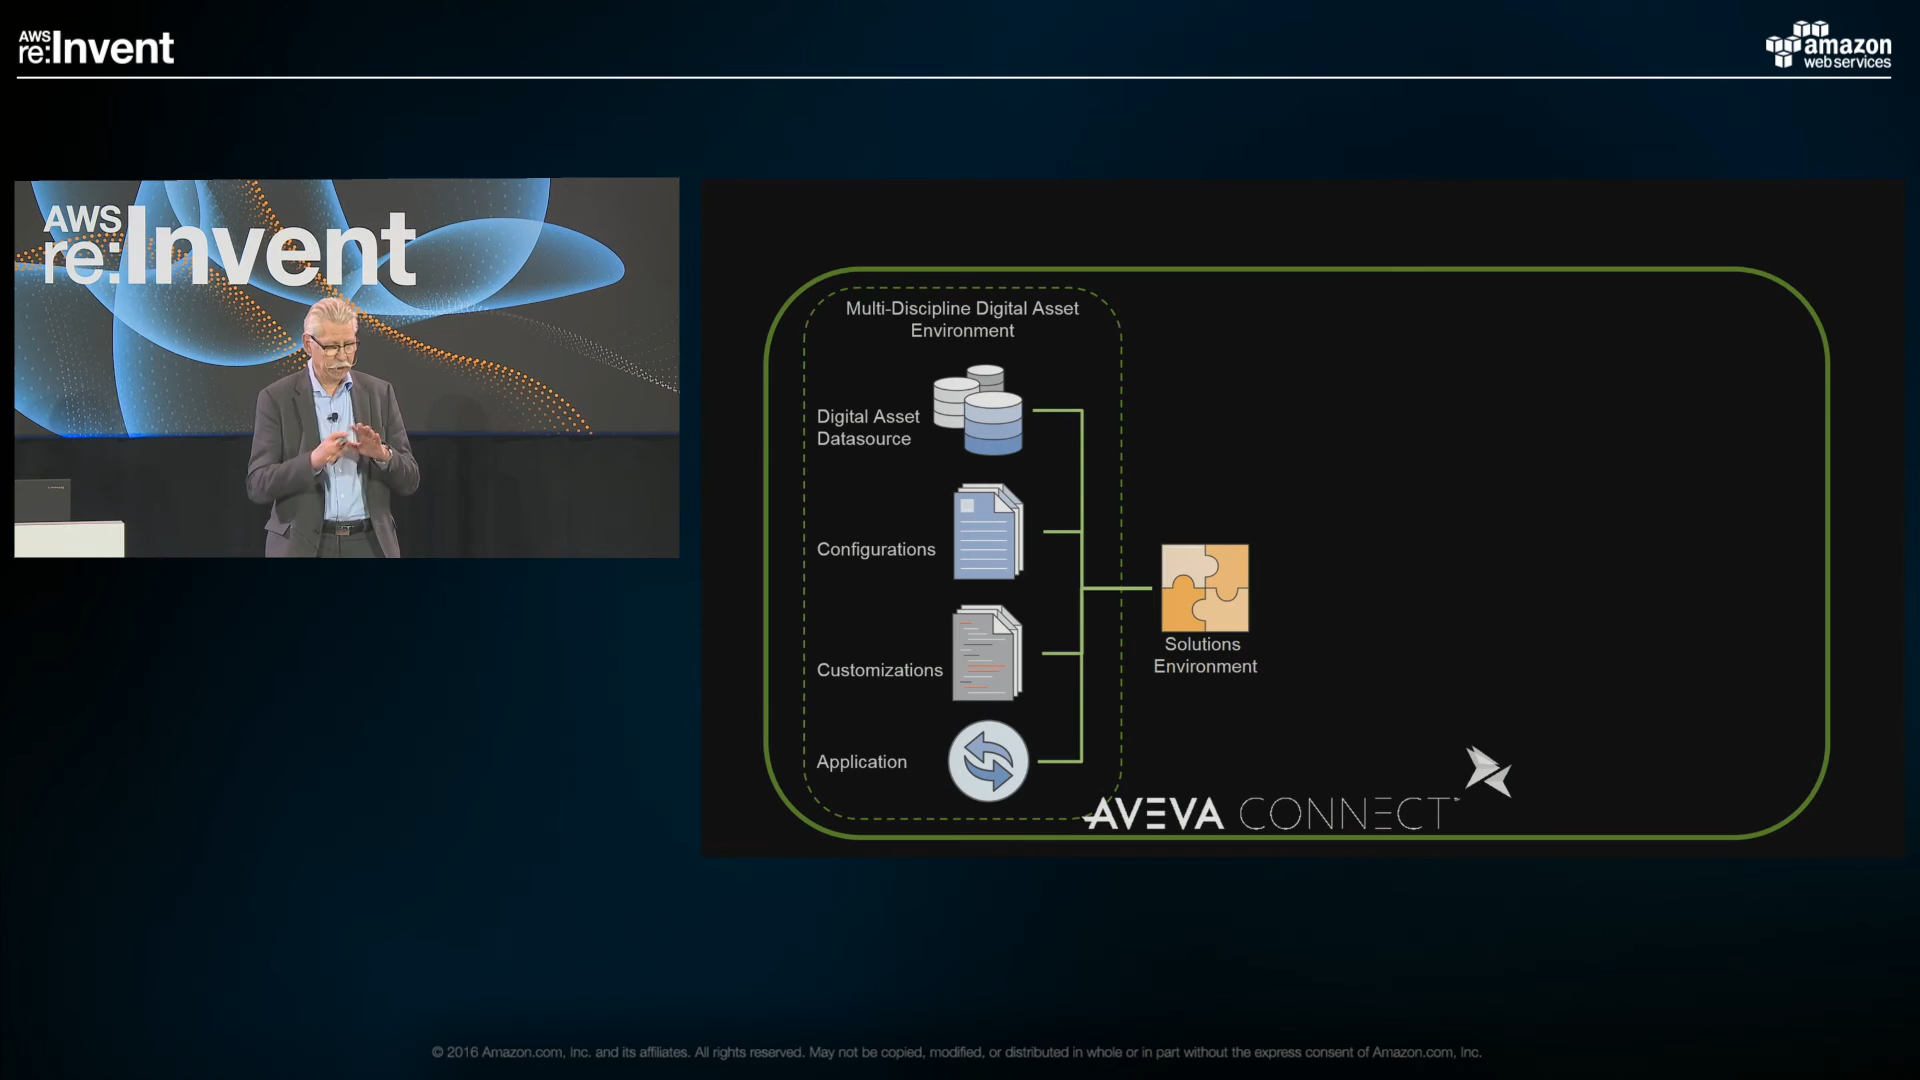 AWS
re:Invent
amazon
web services
AWS
re:Invent
Multi-Discipline Digital Asset
Environment
Digital Asset
Datasource
Configurations
Customizations
Application
Solutions
Environment
AVEVA CONNECT
© 2016 Amazon.com, Inc. and its affiliates. All rights reserved. May not be copied, modified, or distributed in whole or in part without the express consent of Amazon.com, Inc.